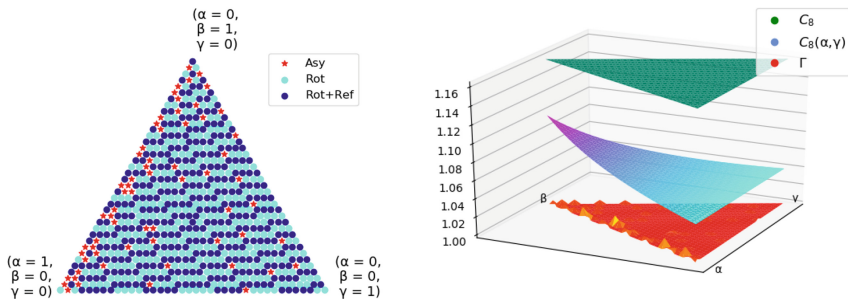 (α = 0,
β = 1,
γ = 0)
Asy
Rot
Rot+Ref
(α = 1,
β = 0,
γ = 0)
(α = 0,
β = 0,
γ = 1)
C₈
C₈(α,γ)
Γ
1.16
1.14
1.12
1.10
1.08
1.06
1.04
1.02
1.00
β
γ
α